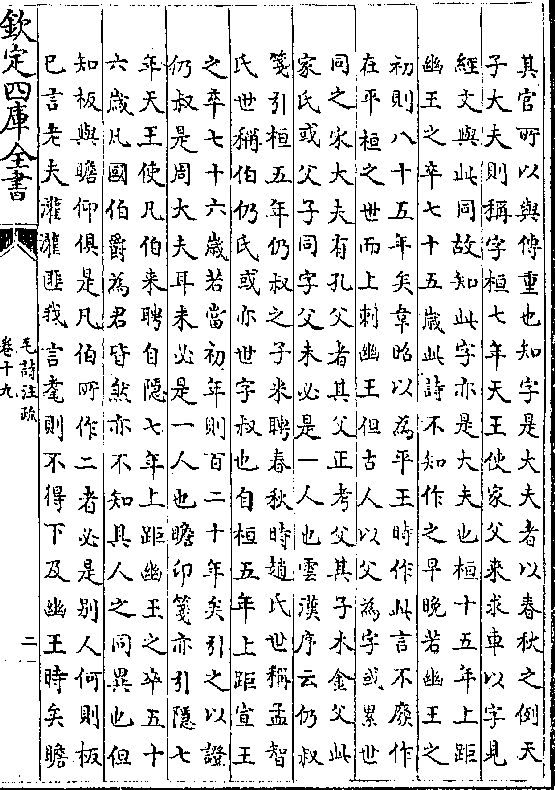 其官所以與傳重也知字是大夫者以春秋之例天
子大夫則稱字桓七年天王使家父來求車以字見
經文與此同故知此字亦是大夫也桓十五年上距
幽王之卒七十五歲此詩不知作之早晚若幽王之
初則八十五年矣韋昭以為平王時作此言不廢作
在平桓之世而上刺幽王但古人以父為字或累世
同之宋大夫有孔父者其父正考父其子木金父此
家氏或父子同字父未必是一人也雲漢序云仍叔
箋引桓五年仍叔之子來聘春秋時趙氏世稱孟智
氏世稱伯仍氏或亦世字叔也自桓五年上距宣王
之卒七十六歲若當初年則百二十年矣引之以證
仍叔是周大夫耳未必是一人也瞻卬箋亦引隱七
年天王使凡伯來聘自隱七年上距幽王之卒五十
六歲凡國伯爵為君皆然亦不知其人之同異也但
知板與瞻仰俱是凡伯所作二者必是別人何則板
已言老夫灌灌匪我言耄則不得下及幽王時矣瞻
欽定四庫全書
毛詩注疏
卷十九
二